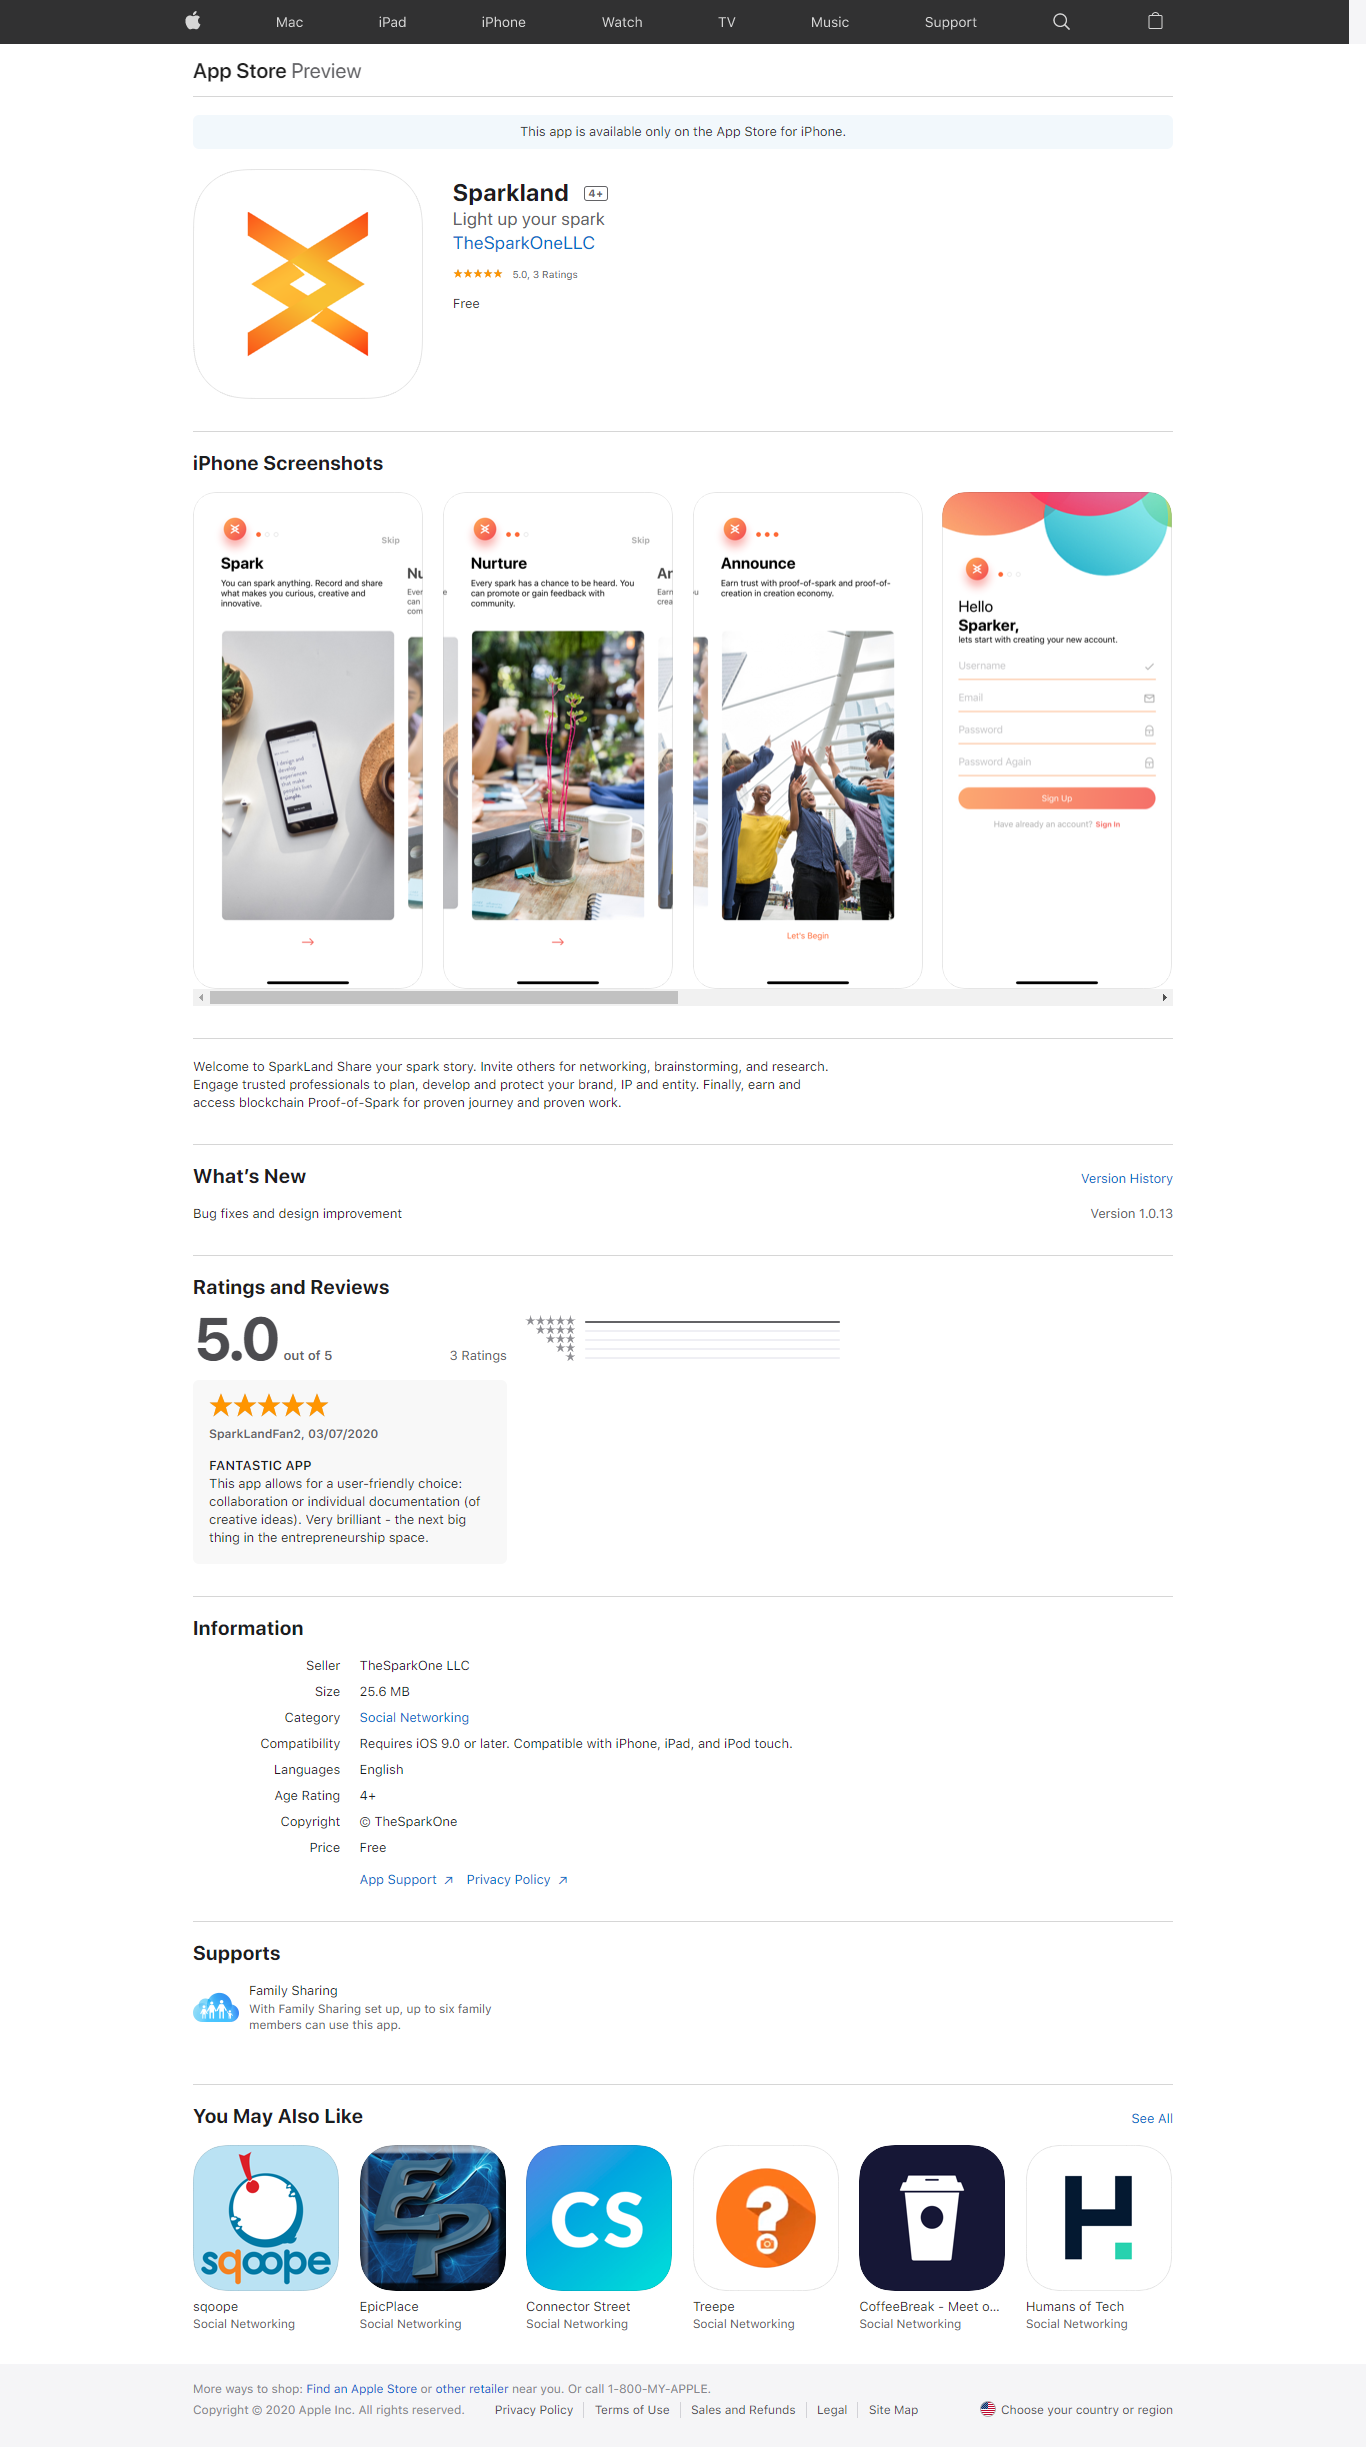 Mac
iPad
iPhone
Watch
TV
Music
Support
App Store Preview
This app is available only on the App Store for iPhone.
Sparkland 4+
Light up your spark
TheSparkOneLLC
5.0, 3 Ratings
Free
iPhone Screenshots
Skip
Spark
You can spark anything. Record and share
what makes you curious, creative and
innovative.
Skip
Nurture
Every spark has a chance to be heard. You
can promote or gain feedback with
community.
Announce
Earn trust with proof-of-spark and proof-of-
creation in creation economy.
Let's Begin
Hello
Sparker,
lets start with creating your new account.
Username
Email
Password
Password Again
Sign Up
Have already an account? Sign In
Welcome to SparkLand Share your spark story. Invite others for networking, brainstorming, and research.
Engage trusted professionals to plan, develop and protect your brand, IP and entity. Finally, earn and
access blockchain Proof-of-Spark for proven journey and proven work.
What’s New
Version History
Bug fixes and design improvement
Version 1.0.13
Ratings and Reviews
5.0 out of 5
3 Ratings
SparkLandFan2, 03/07/2020
FANTASTIC APP
This app allows for a user-friendly choice:
collaboration or individual documentation (of
creative ideas). Very brilliant - the next big
thing in the entrepreneurship space.
Information
Seller TheSparkOne LLC
Size 25.6 MB
Category Social Networking
Compatibility Requires iOS 9.0 or later. Compatible with iPhone, iPad, and iPod touch.
Languages English
Age Rating 4+
Copyright © TheSparkOne
Price Free
App Support
Privacy Policy
Supports
Family Sharing
With Family Sharing set up, up to six family
members can use this app.
You May Also Like
See All
sqoope
EP
CS
?
H.
sqoope
Social Networking
EpicPlace
Social Networking
Connector Street
Social Networking
Treepe
Social Networking
CoffeeBreak - Meet o...
Social Networking
Humans of Tech
Social Networking
More ways to shop: Find an Apple Store or other retailer near you. Or call 1-800-MY-APPLE.
Copyright © 2020 Apple Inc. All rights reserved.
Privacy Policy
Terms of Use
Sales and Refunds
Legal
Site Map
Choose your country or region